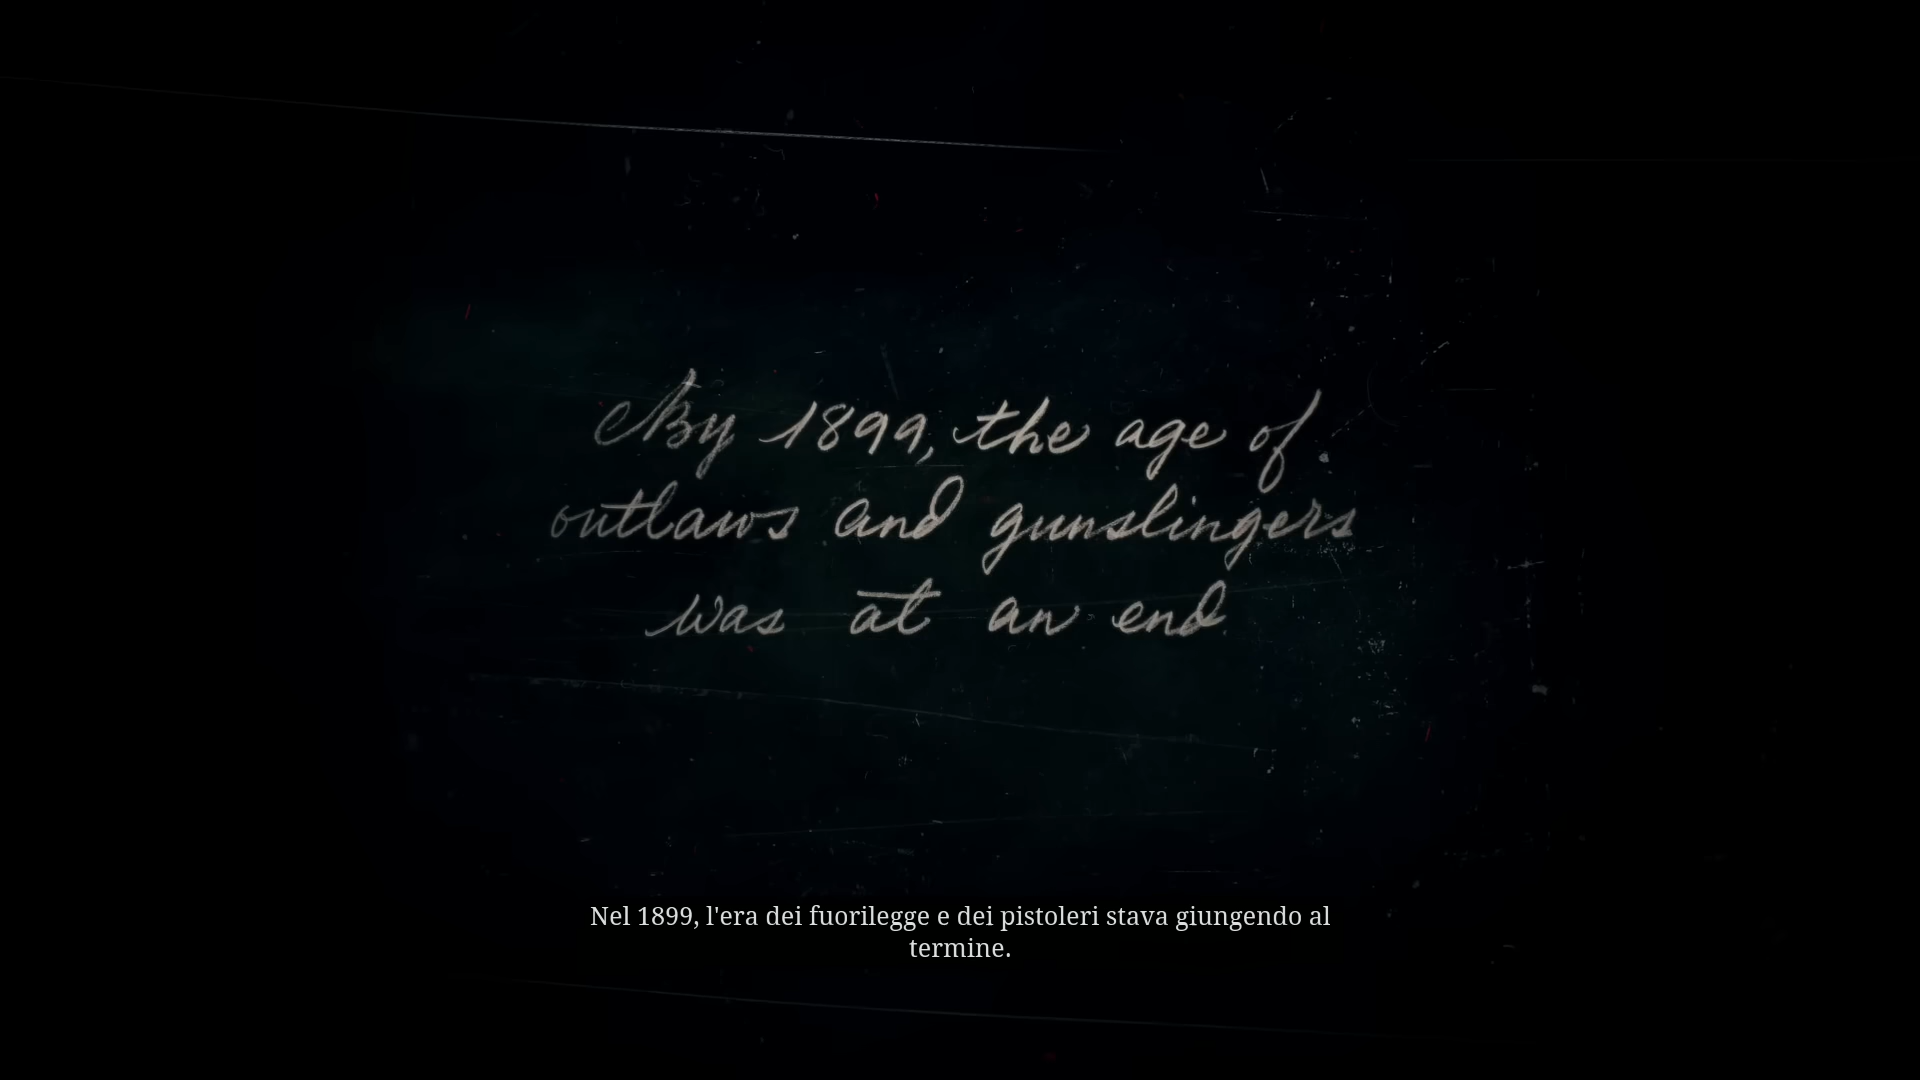 By 1899, the age of
outlaws and gunslingers
was at an end
Nel 1899, l'era dei fuorilegge e dei pistoleri stava giungendo al
termine.